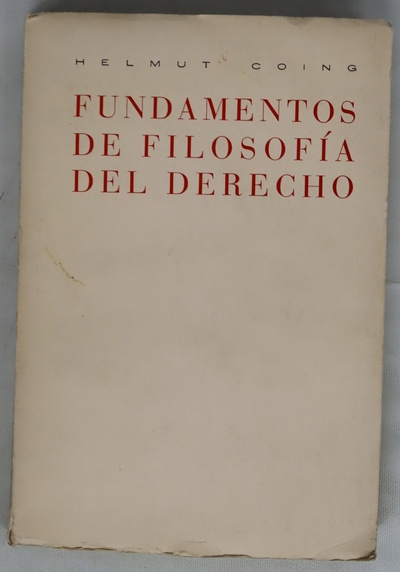 HELMUT COING
FUNDAMENTOS
DE FILOSOFÍA
DEL DERECHO